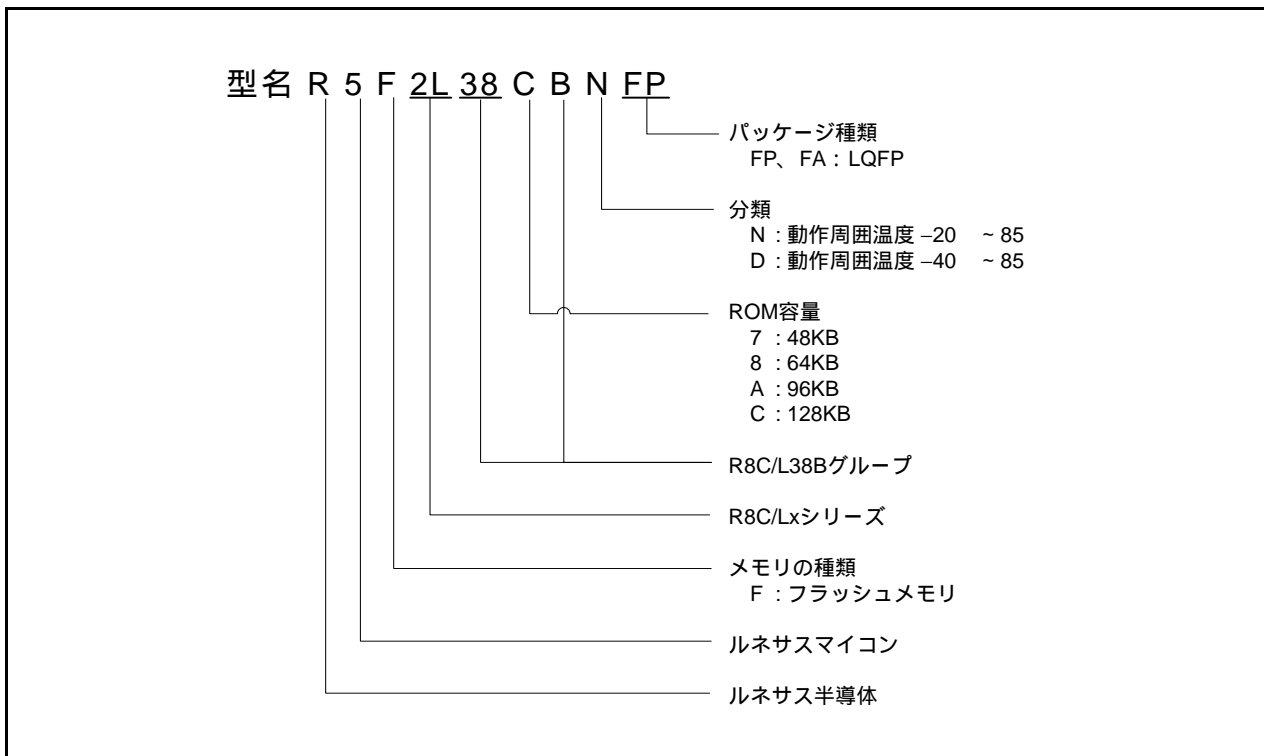 型名 R 5 F 2L 38 C B N FP
パッケージ種類
FP、FA : LQFP
分類
N : 動作周囲温度 –20 ~ 85
D : 動作周囲温度 –40 ~ 85
ROM容量
7 : 48KB
8 : 64KB
A : 96KB
C : 128KB
R8C/L38Bグループ
R8C/Lxシリーズ
メモリの種類
F : フラッシュメモリ
ルネサスマイコン
ルネサス半導体